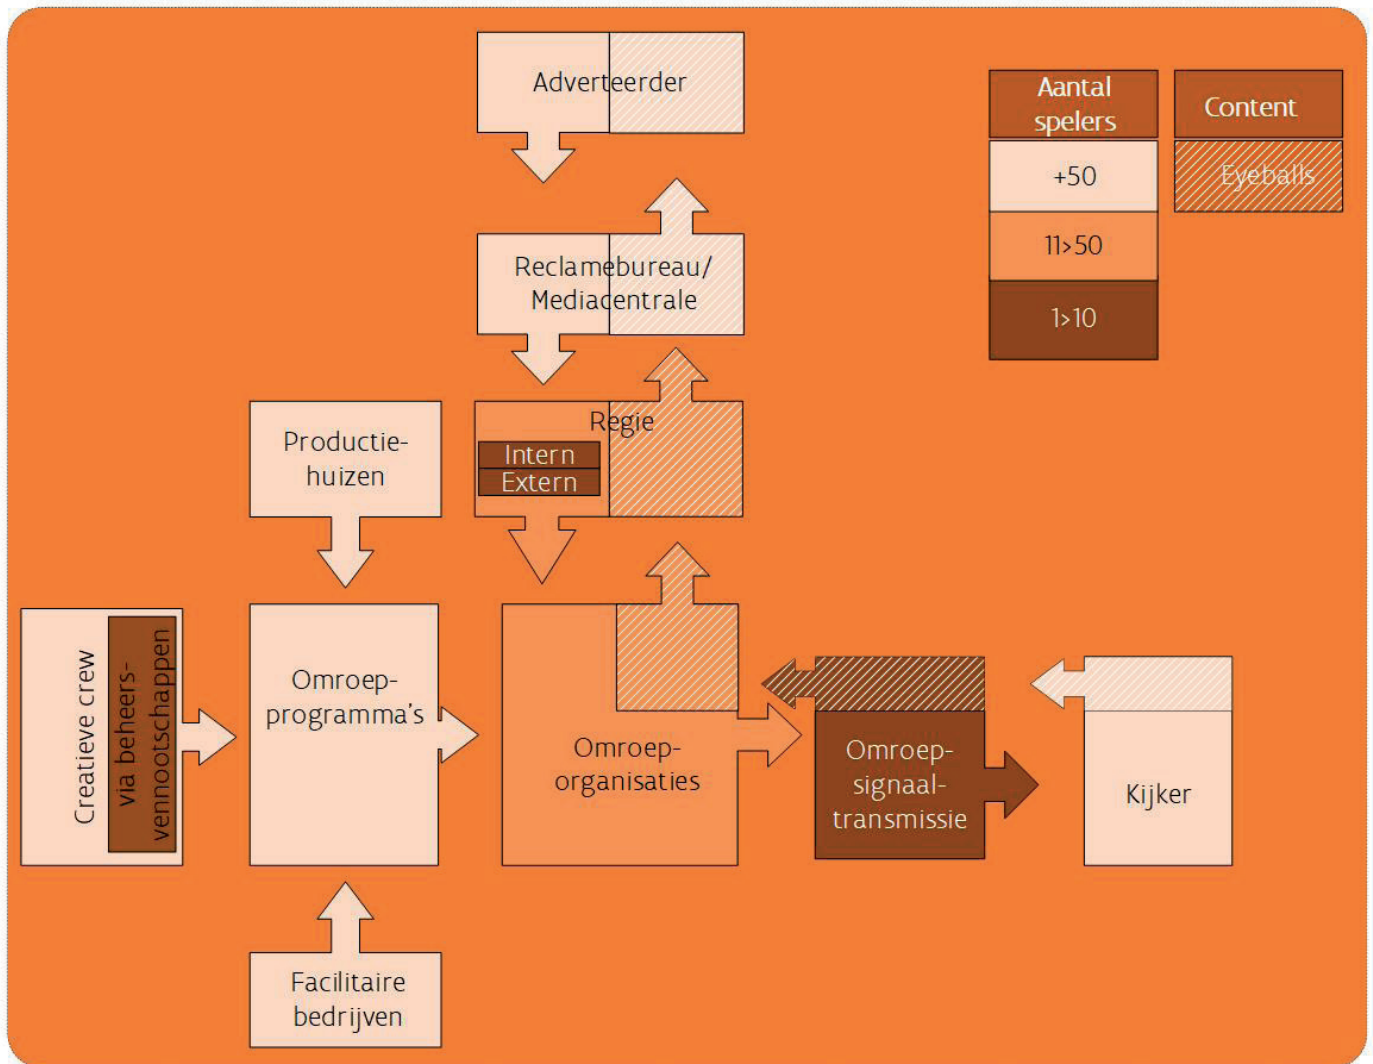 Adverteerder
Aantal
spelers
Content
+50
Eyeballs
11>50
1>10
Reclamebureau/
Mediacentrale
Regie
Intern
Extern
Productie-
huizen
Creatieve crew
via beheers-
vennootschappen
Omroep-
programma's
Omroep-
organisaties
Omroep-
signaal-
transmissie
Kijker
Facilitaire
bedrijven